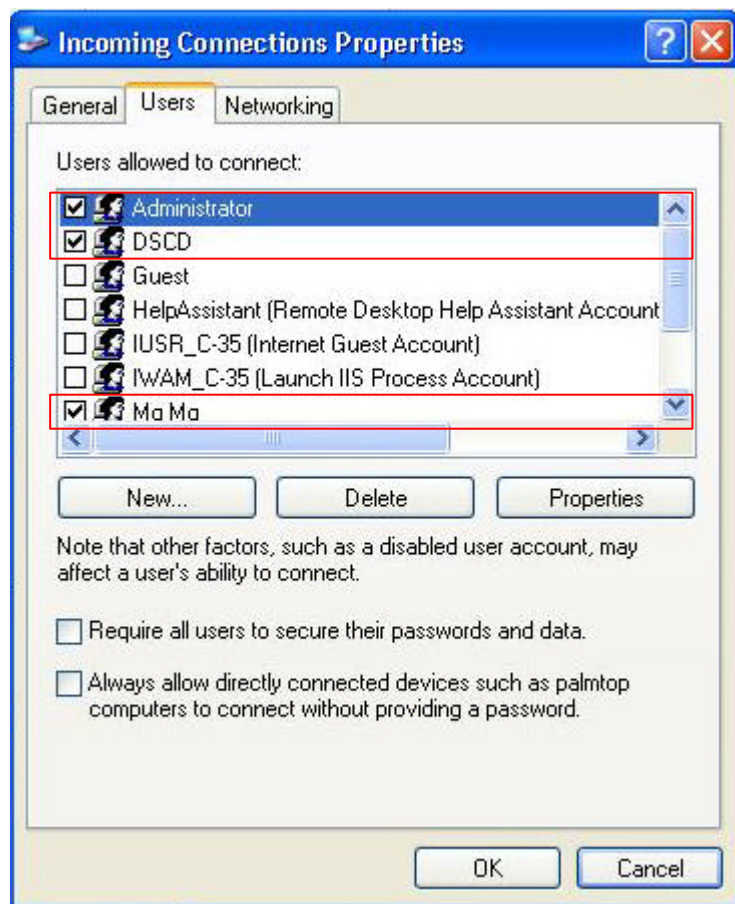 Incoming Connections Properties
General Users Networking
Users allowed to connect:
Administrator
DSCD
Guest
HelpAssistant (Remote Desktop Help Assistant Account
IUSR_C-35 (Internet Guest Account)
IWAM_C-35 (Launch IIS Process Account)
Ma Ma
New... Delete Properties
Note that other factors, such as a disabled user account, may
affect a user's ability to connect.
Require all users to secure their passwords and data.
Always allow directly connected devices such as palmtop
computers to connect without providing a password.
OK Cancel